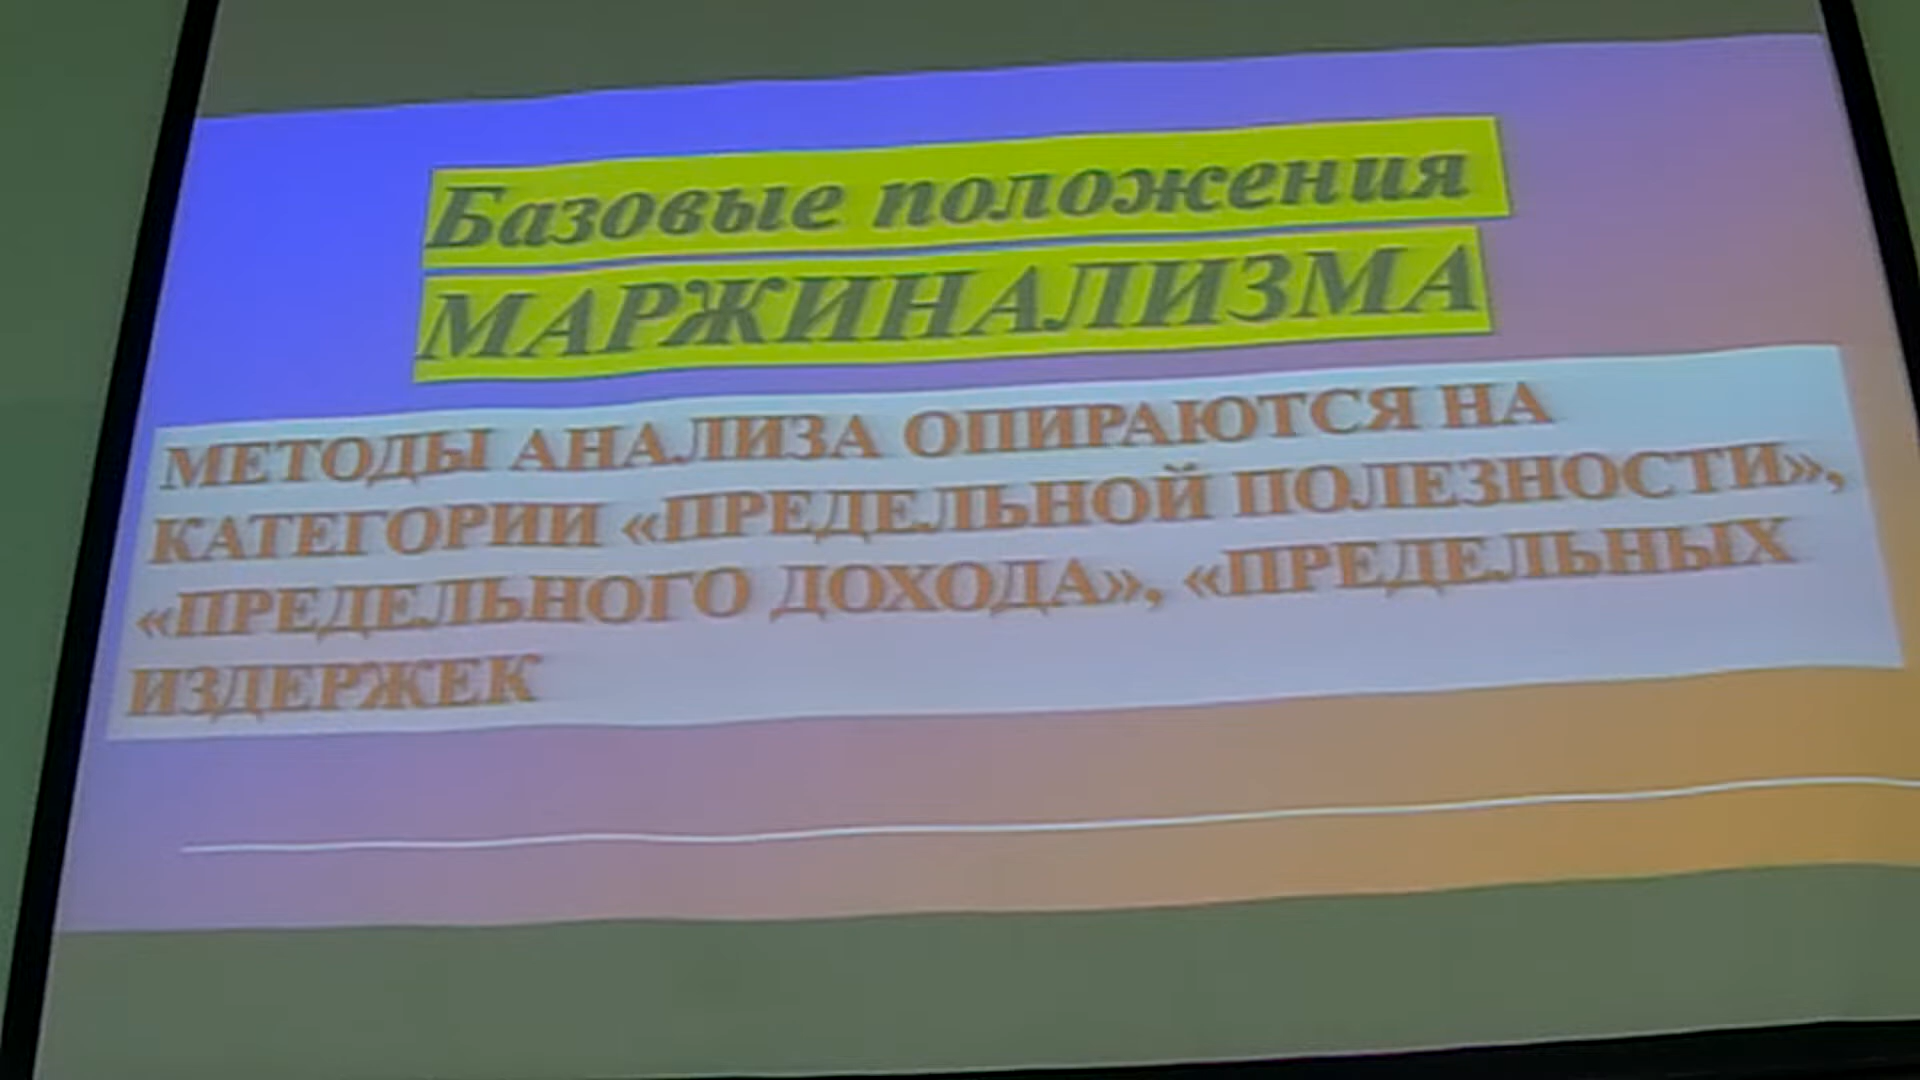 Базовые положения
МАРЖИНАЛИЗМА
МЕТОДЫ АНАЛИЗА ОПИРАЮТСЯ НА
КАТЕГОРИИ «ПРЕДЕЛЬНОЙ ПОЛЕЗНОСТИ»,
«ПРЕДЕЛЬНОГО ДОХОДА», «ПРЕДЕЛЬНЫХ
ИЗДЕРЖЕК